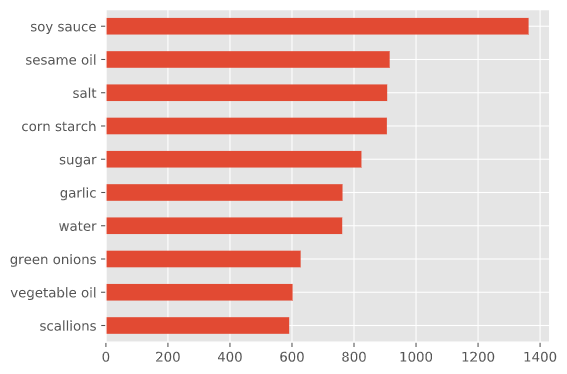 soy sauce
sesame oil
salt
corn starch
sugar
garlic
water
green onions
vegetable oil
scallions
0 200 400 600 800 1000 1200 1400